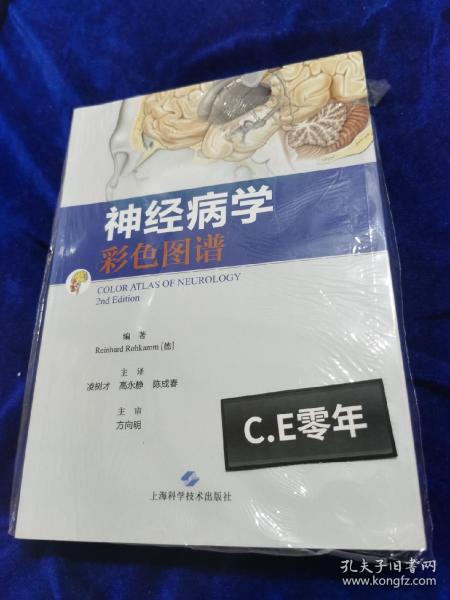 神经病学
彩色图谱
COLOR ATLAS OF NEUROLOGY
2nd Edition
编著
Reinhard Rohkamm [德]
主译
凌树才 高永静 陈成春
主审
方向明
C.E零年
上海科学技术出版社
孔夫子旧书网
www.kongfz.com